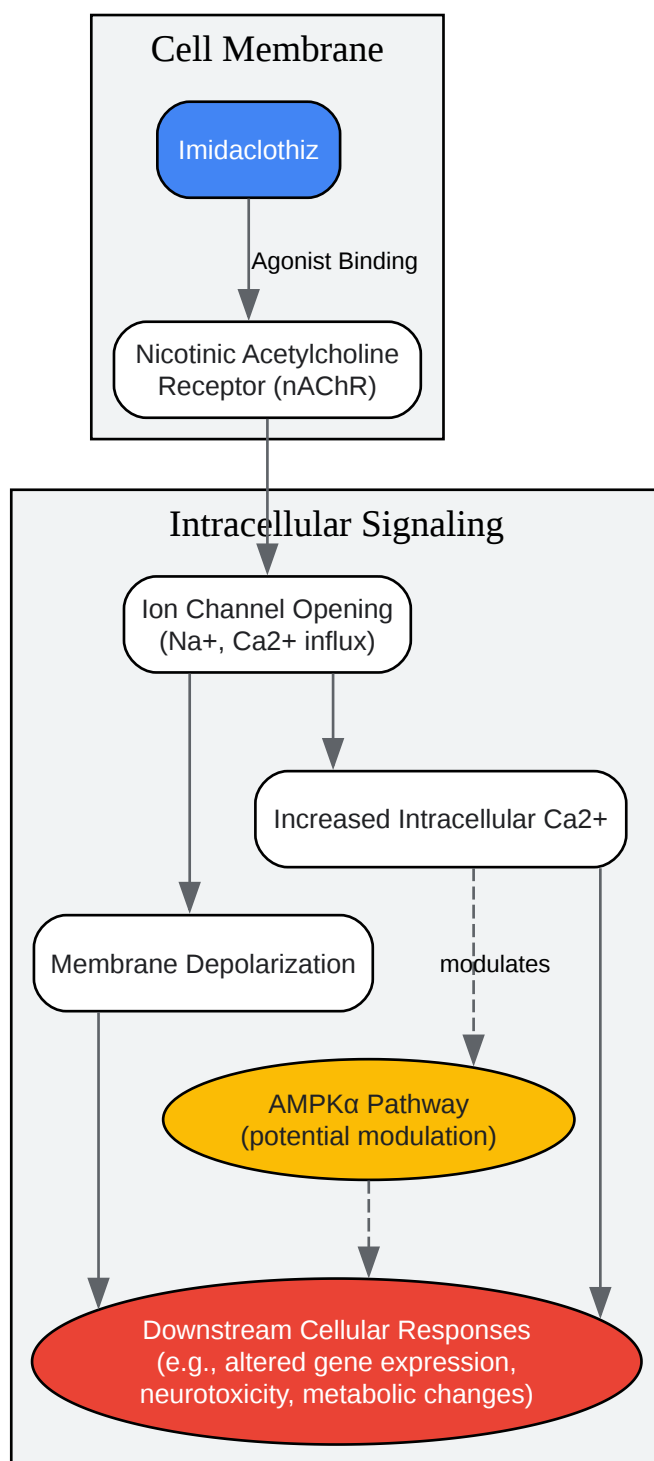 Cell Membrane
Imidaclothiz
Agonist Binding
Nicotinic Acetylcholine
Receptor (nAChR)
Intracellular Signaling
Ion Channel Opening
(Na+, Ca2+ influx)
Increased Intracellular Ca2+
Membrane Depolarization
modulates
AMPKα Pathway
(potential modulation)
Downstream Cellular Responses
(e.g., altered gene expression,
neurotoxicity, metabolic changes)